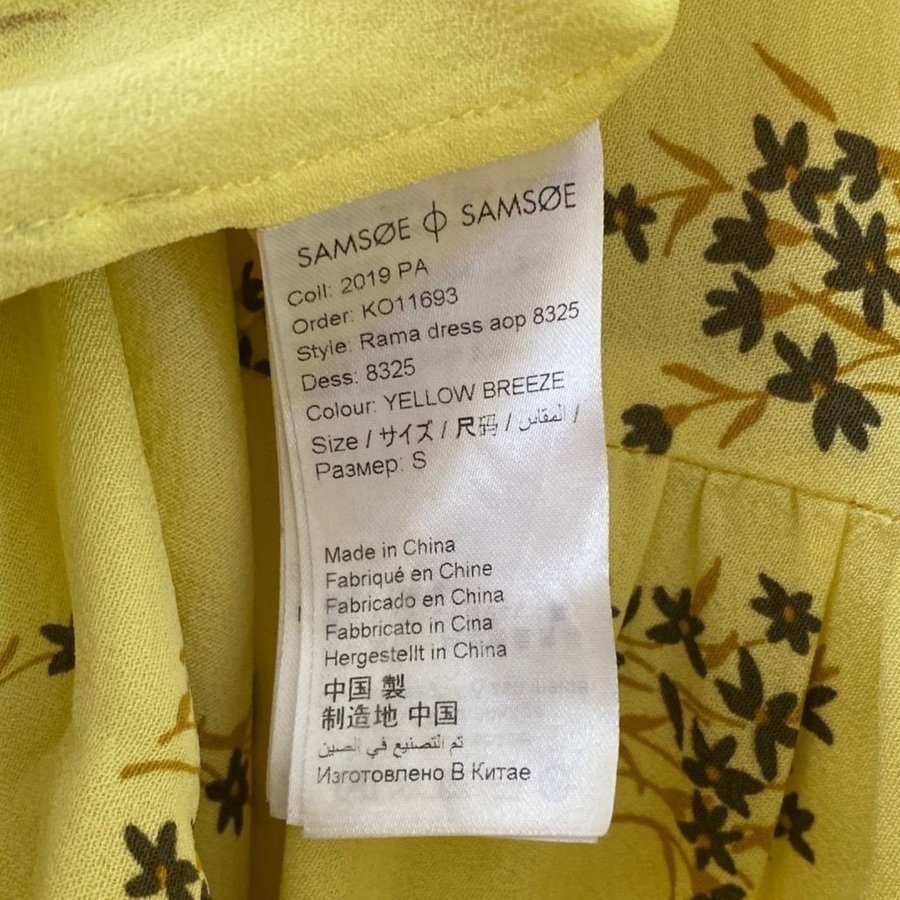 SAMSØE ϕ SAMSØE
Coll: 2019 PA
Order: KO11693
Style: Rama dress aop 8325
Dess: 8325
Colour: YELLOW BREEZE
Size / サイズ / 尺码 / المقاس /
Размер: S
Made in China
Fabriqué en Chine
Fabricado en China
Fabbricato in Cina
Hergestellt in China
中国 製
制造地 中国
تم التصنيع في الصين
Изготовлено В Китае